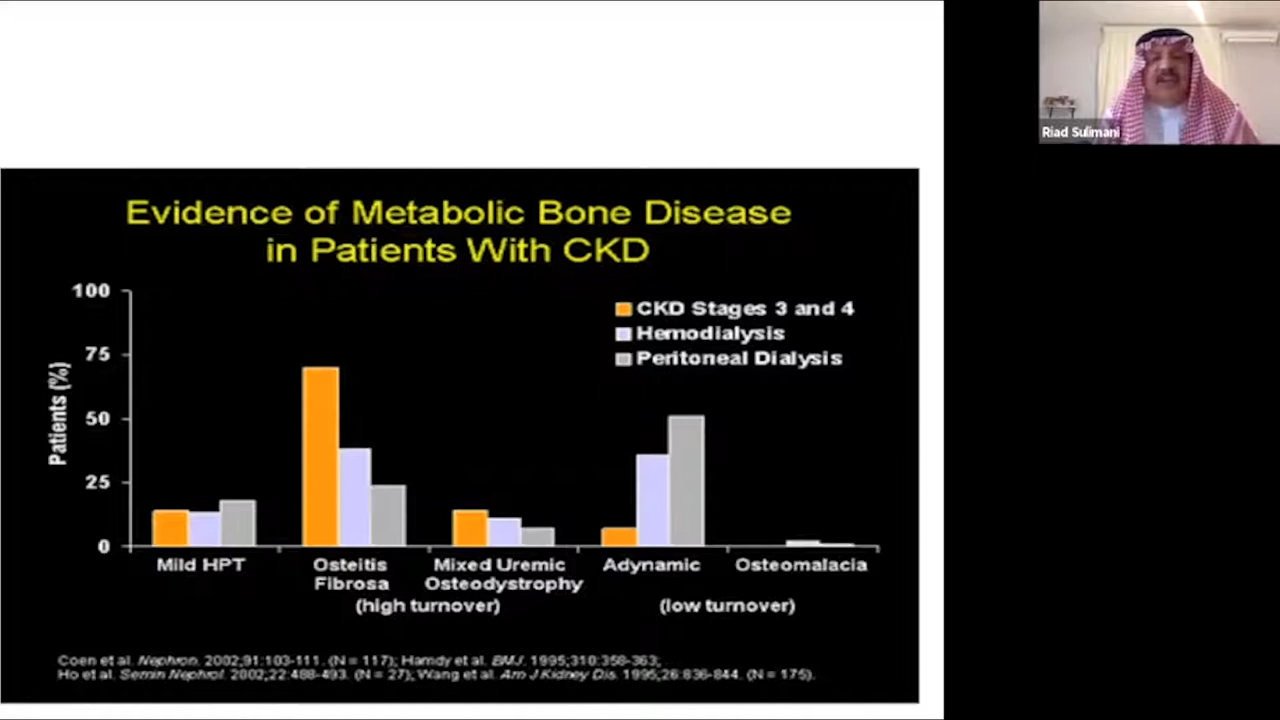 Riad Sulimani
Evidence of Metabolic Bone Disease
in Patients With CKD
100
75
50
25
0
Patients (%)
CKD Stages 3 and 4
Hemodialysis
Peritoneal Dialysis
Mild HPT
Osteitis
Fibrosa
Mixed Uremic
Osteodystrophy
Adynamic
Osteomalacia
(high turnover)
(low turnover)
Coen et al. Nephron. 2002;91:103-111. (N = 117); Hamdy et al. BMJ. 1995;310:358-363;
Ho et al. Semin Nephrol. 2002;22:488-493. (N = 27); Wang et al. Am J Kidney Dis. 1995;26:836-844. (N = 175).